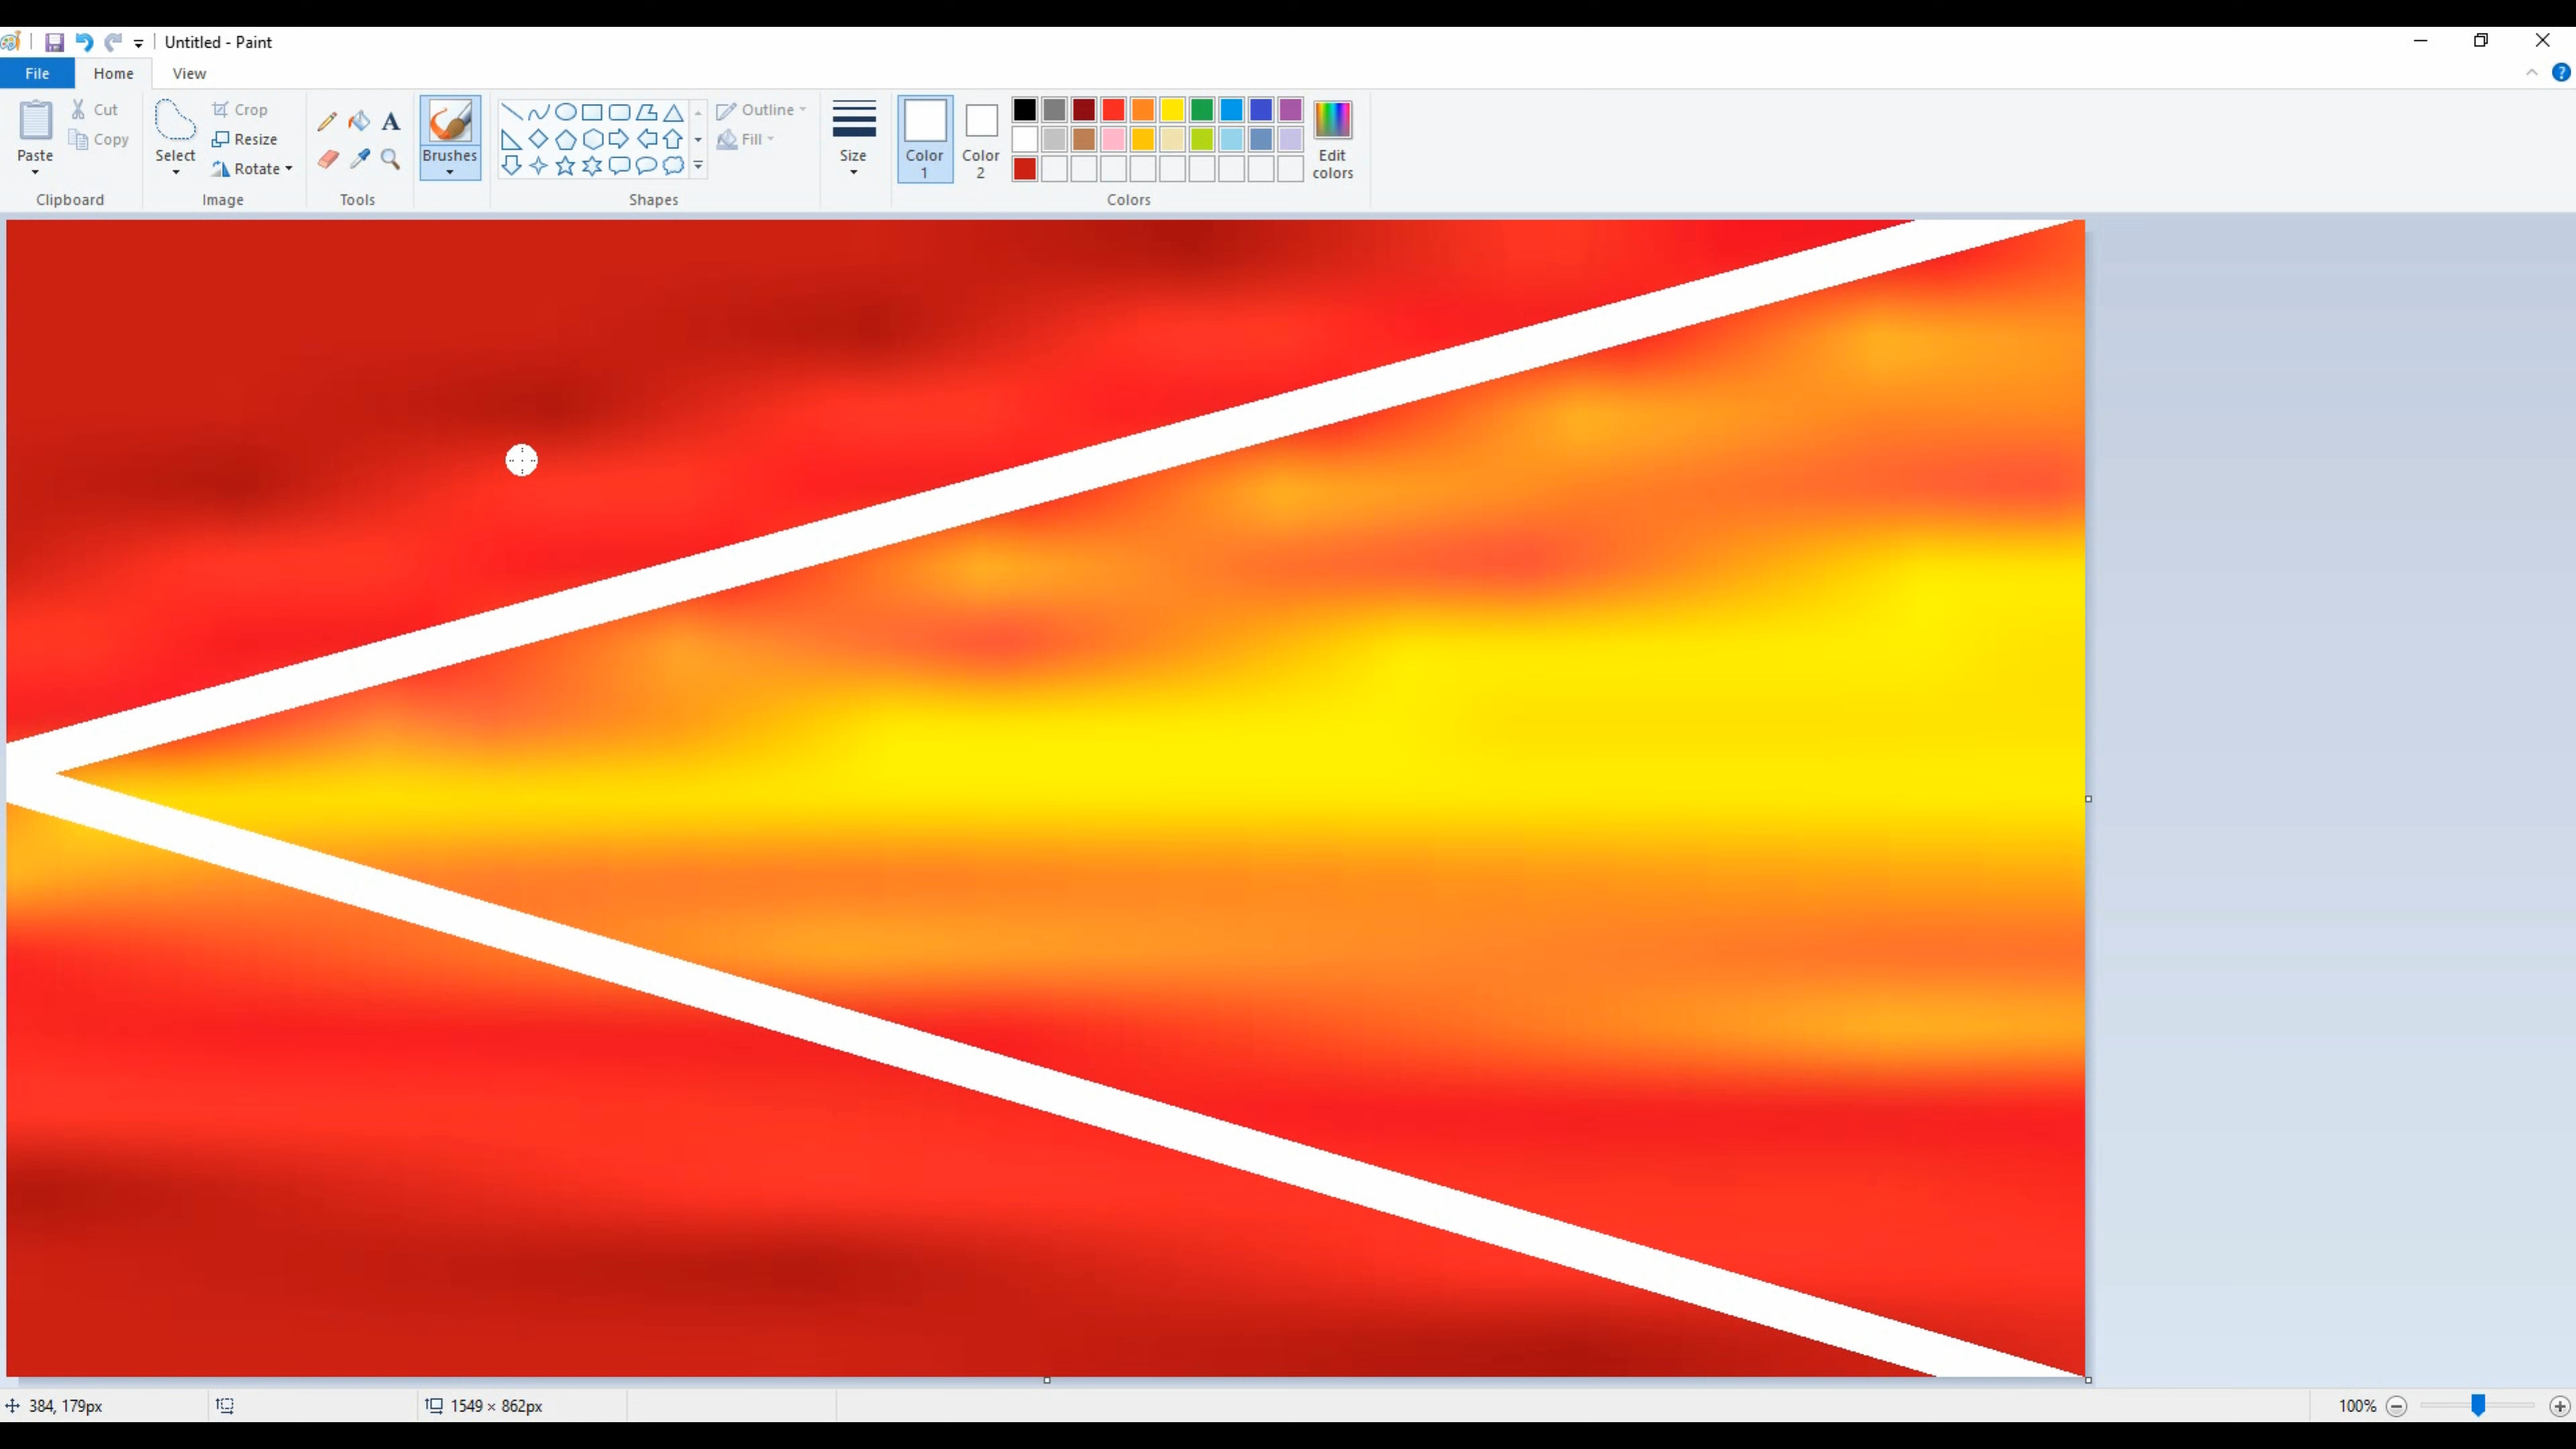 Untitled - Paint
File Home View
Paste Cut Copy
Clipboard
Select Crop Resize Rotate
Image
A
Tools
Brushes
Outline Fill
Shapes
Size
Color 1
Color 2
Edit colors
Colors
384, 179px
1549 × 862px
100%